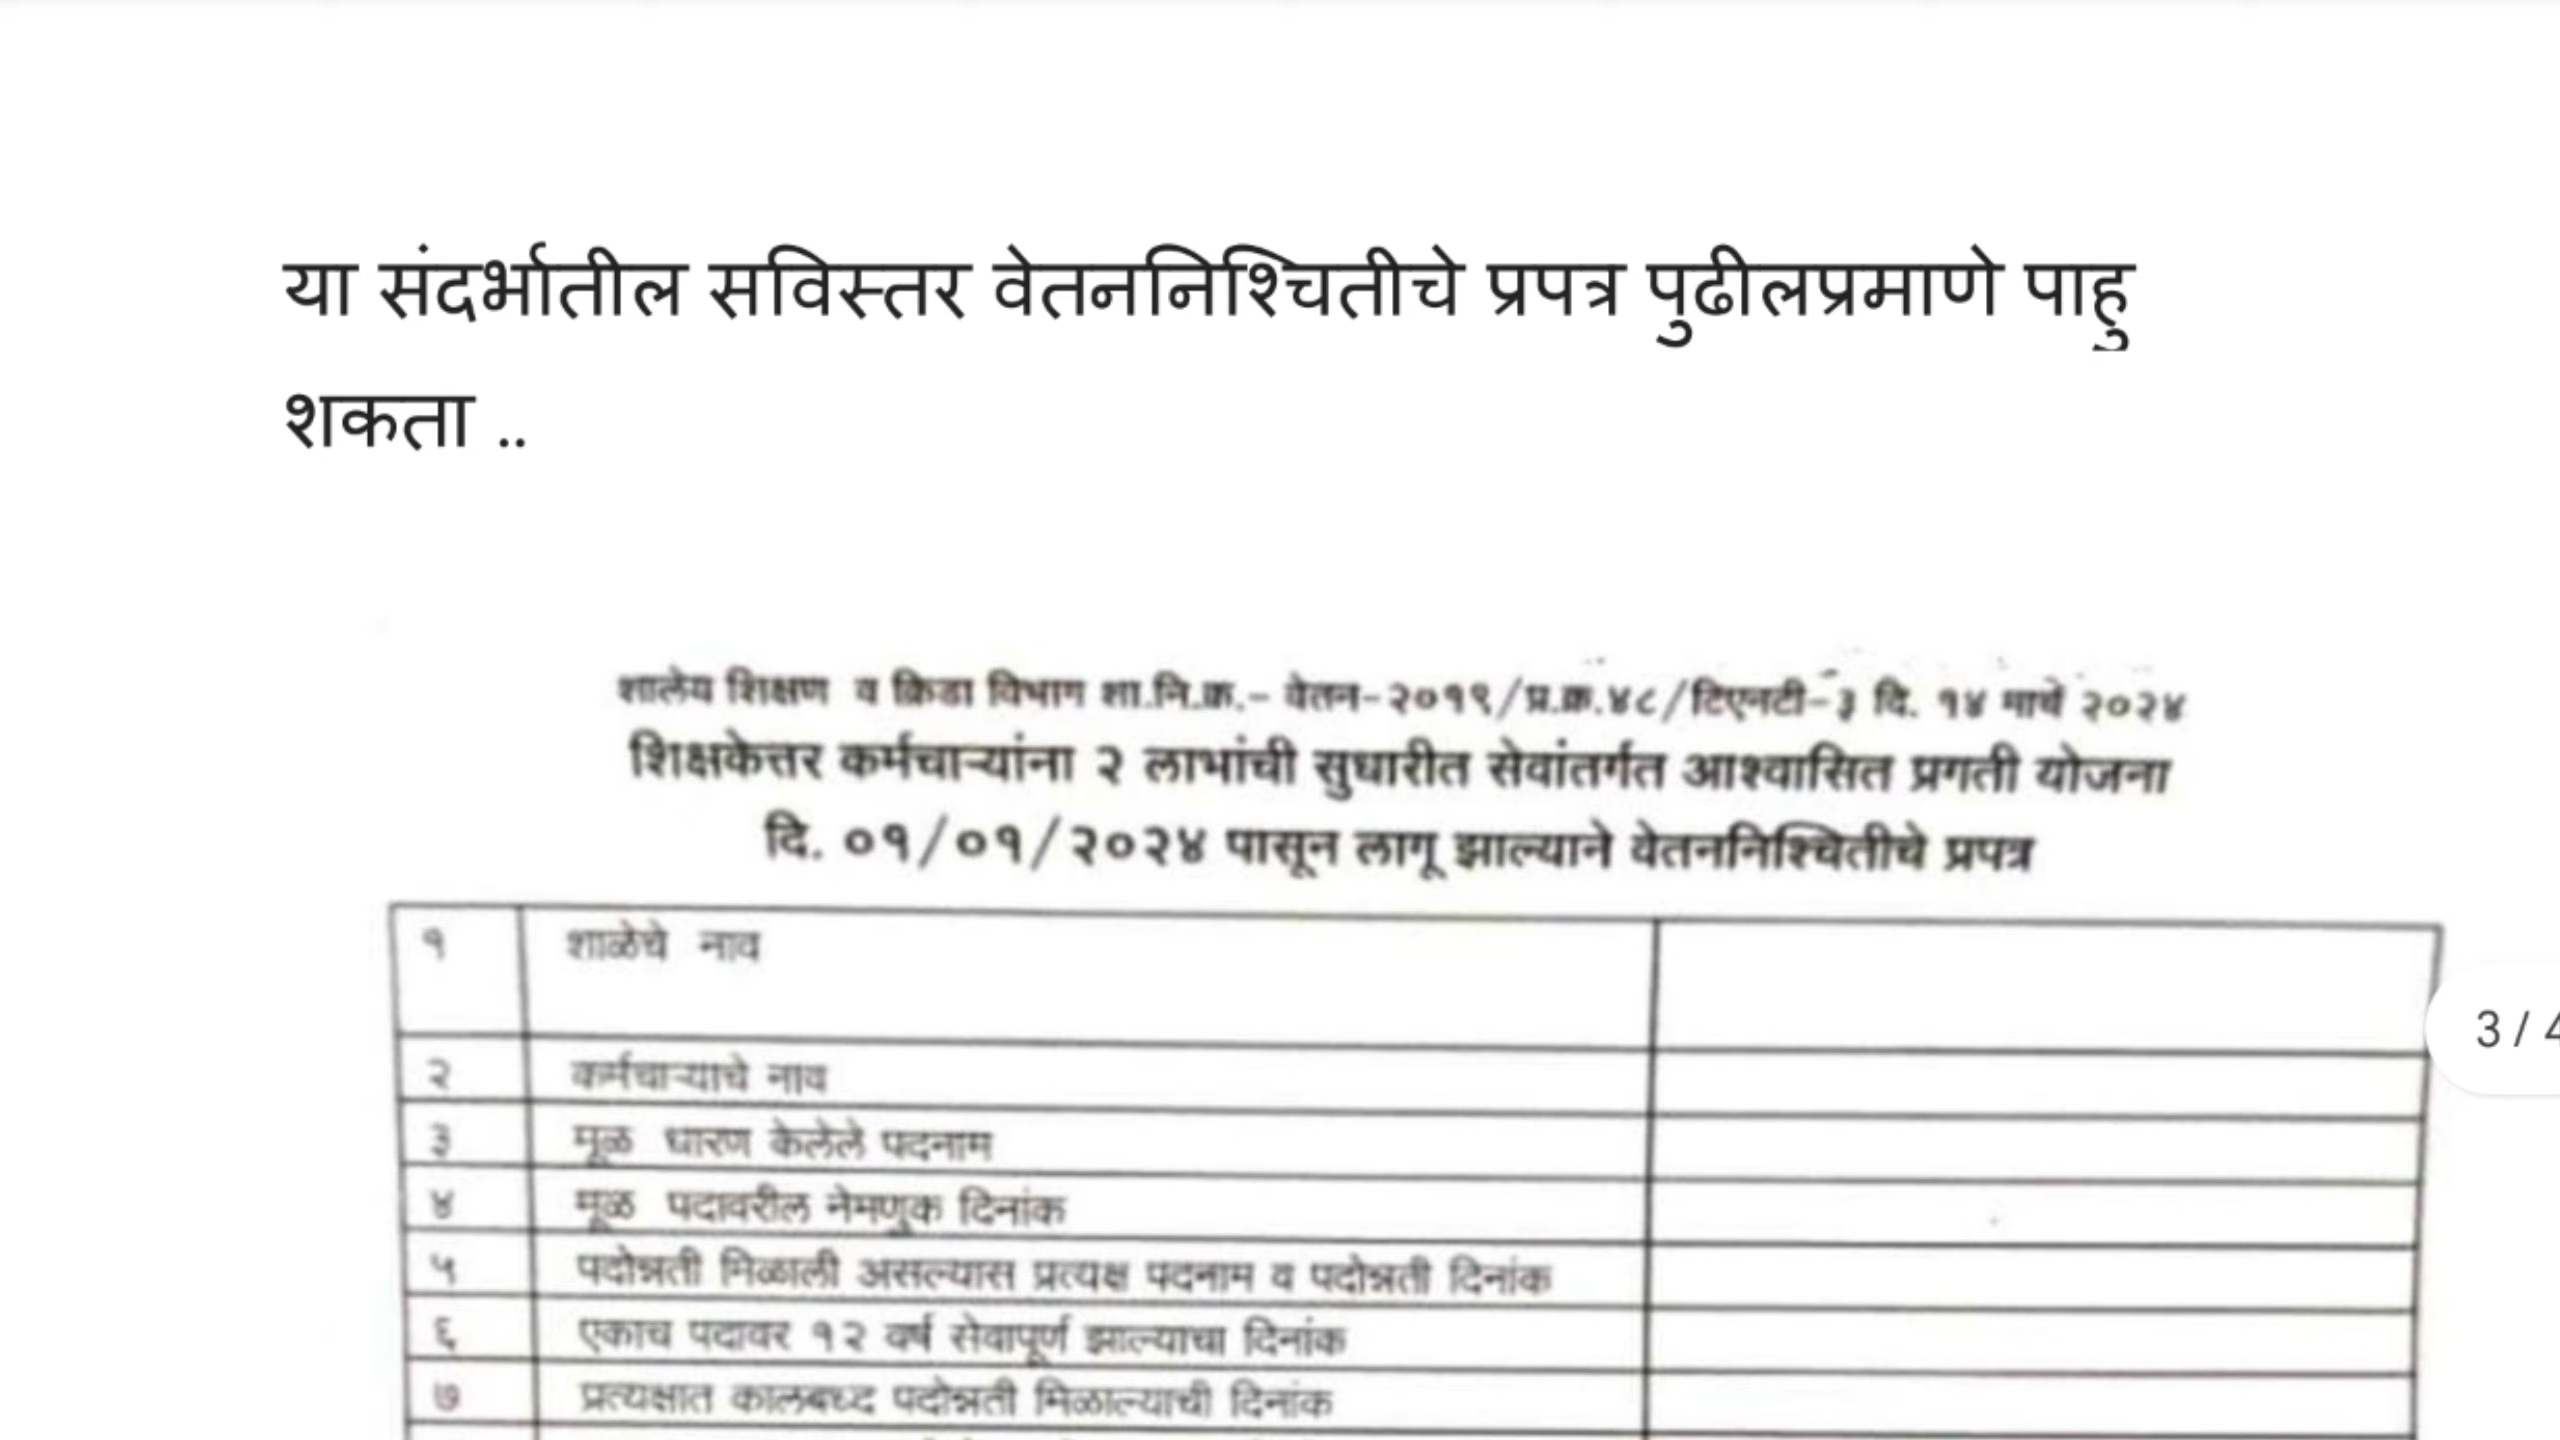 या संदर्भातील सविस्तर वेतननिश्चितीचे प्रपत्र पुढीलप्रमाणे पाहु
शकता ..
शालेय शिक्षण व क्रिडा विभाग शा.नि.क्र.- वेतन-२०१९/प्र.क्र.४८/टिएनटी-३ दि. १४ मार्च २०२४
शिक्षकेत्तर कर्मचाऱ्यांना २ लाभांची सुधारीत सेवांतर्गत आश्वासित प्रगती योजना
दि. ०१/०१/२०२४ पासून लागू झाल्याने वेतननिश्चितीचे प्रपत्र
१ शाळेचे नाव
3 / 4
२ कर्मचाऱ्याचे नाव
३ मूळ धारण केलेले पदनाम
४ मूळ पदावरील नेमणुक दिनांक
५ पदोन्नती मिळाली असल्यास प्रत्यक्ष पदनाम व पदोन्नती दिनांक
६ एकाच पदावर १२ वर्ष सेवापूर्ण झाल्याचा दिनांक
७ प्रत्यक्षात कालबध्द पदोन्नती मिळाल्याची दिनांक